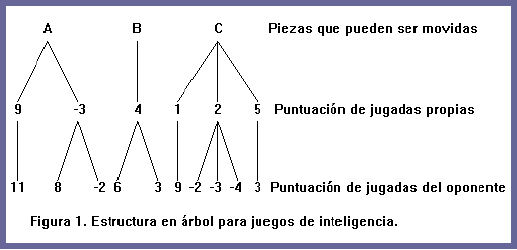 A B C Piezas que pueden ser movidas
9 -3 4 1 2 5 Puntuación de jugadas propias
11 8 -2 6 3 9 -2 -3 -4 3 Puntuación de jugadas del oponente
Figura 1. Estructura en árbol para juegos de inteligencia.